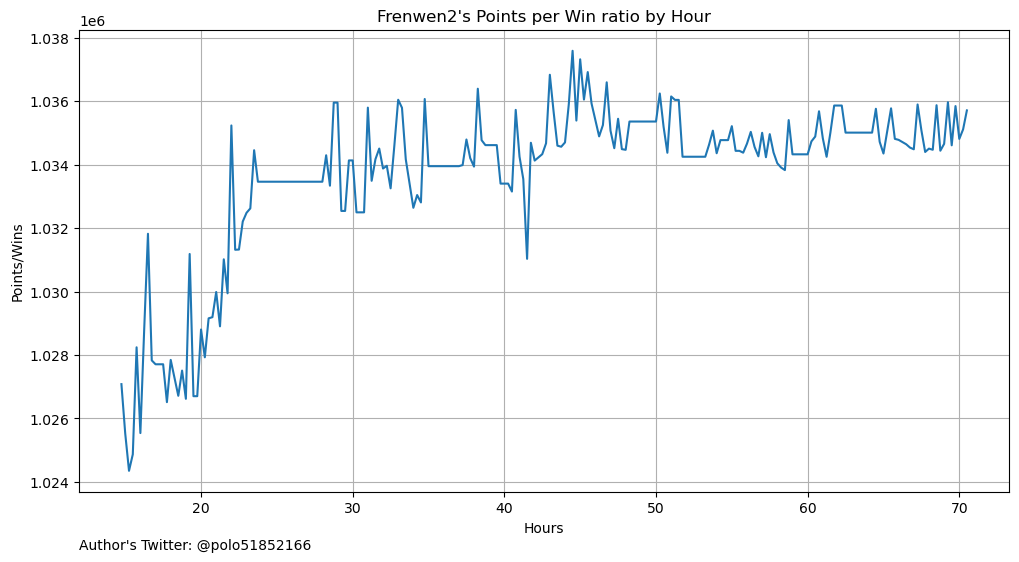 Frenwen2's Points per Win ratio by Hour
1e6
1.038
1.036
1.034
1.032
1.030
1.028
1.026
1.024
Points/Wins
20 30 40 50 60 70
Hours
Author's Twitter: @polo51852166